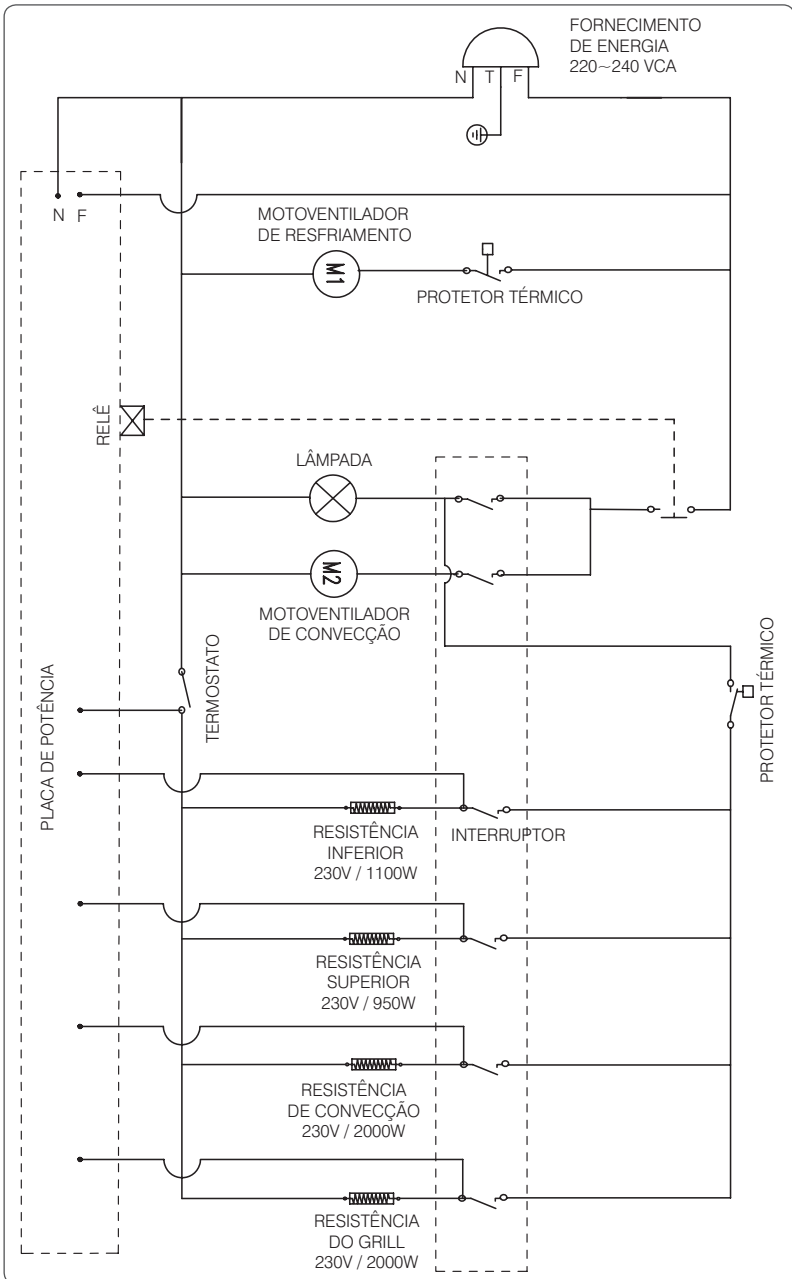 FORNECIMENTO
DE ENERGIA
220~240 VCA
N T F
N F
MOTOVENTILADOR
DE RESFRIAMENTO
M1
PROTETOR TÉRMICO
RELÊ
LÂMPADA
M2
MOTOVENTILADOR
DE CONVECÇÃO
TERMOSTATO
PROTETOR TÉRMICO
PLACA DE POTÊNCIA
RESISTÊNCIA
INFERIOR
230V / 1100W
INTERRUPTOR
RESISTÊNCIA
SUPERIOR
230V / 950W
RESISTÊNCIA
DE CONVECÇÃO
230V / 2000W
RESISTÊNCIA
DO GRILL
230V / 2000W